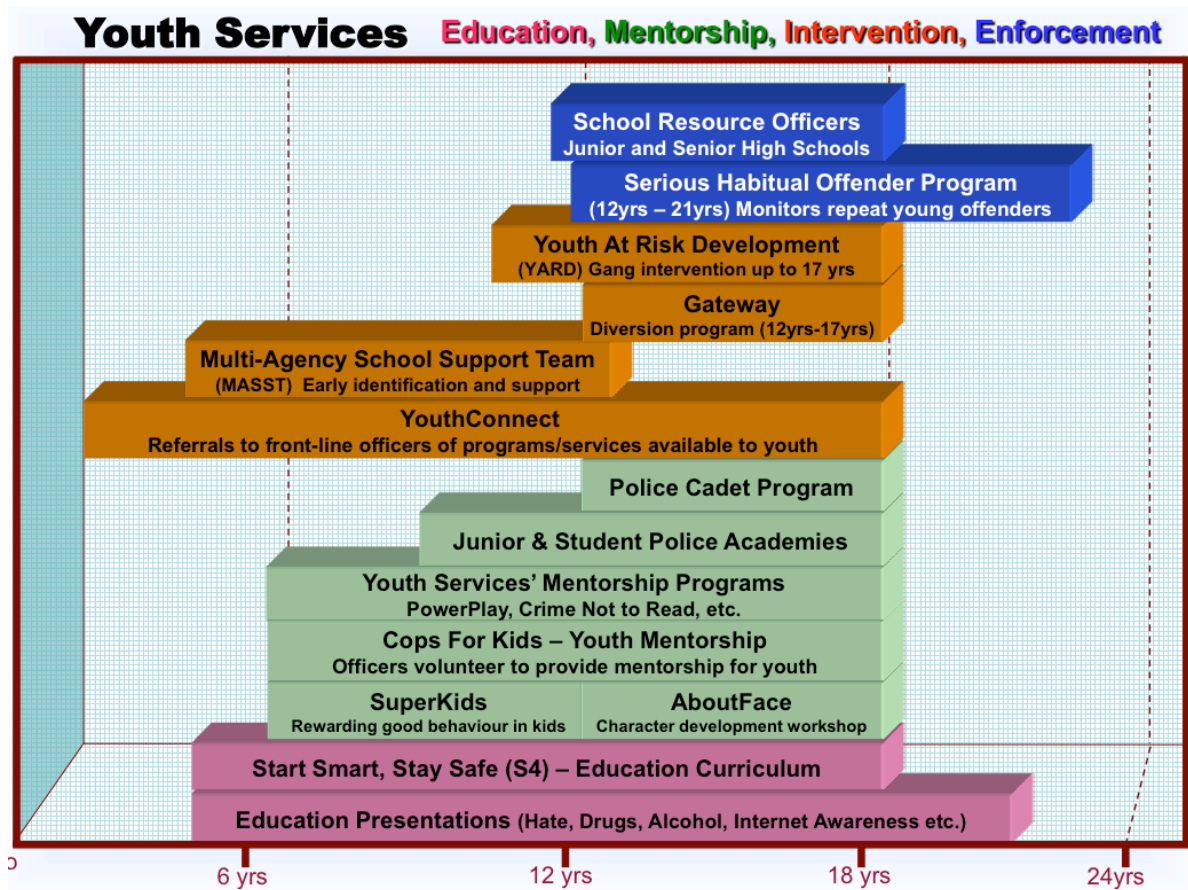 Youth Services Education, Mentorship, Intervention, Enforcement
School Resource Officers
Junior and Senior High Schools
Serious Habitual Offender Program
(12yrs – 21yrs) Monitors repeat young offenders
Youth At Risk Development
(YARD) Gang intervention up to 17 yrs
Gateway
Diversion program (12yrs-17yrs)
Multi-Agency School Support Team
(MASST) Early identification and support
YouthConnect
Referrals to front-line officers of programs/services available to youth
Police Cadet Program
Junior & Student Police Academies
Youth Services’ Mentorship Programs
PowerPlay, Crime Not to Read, etc.
Cops For Kids – Youth Mentorship
Officers volunteer to provide mentorship for youth
SuperKids
Rewarding good behaviour in kids
AboutFace
Character development workshop
Start Smart, Stay Safe (S4) – Education Curriculum
Education Presentations (Hate, Drugs, Alcohol, Internet Awareness etc.)
6 yrs 12 yrs 18 yrs 24yrs